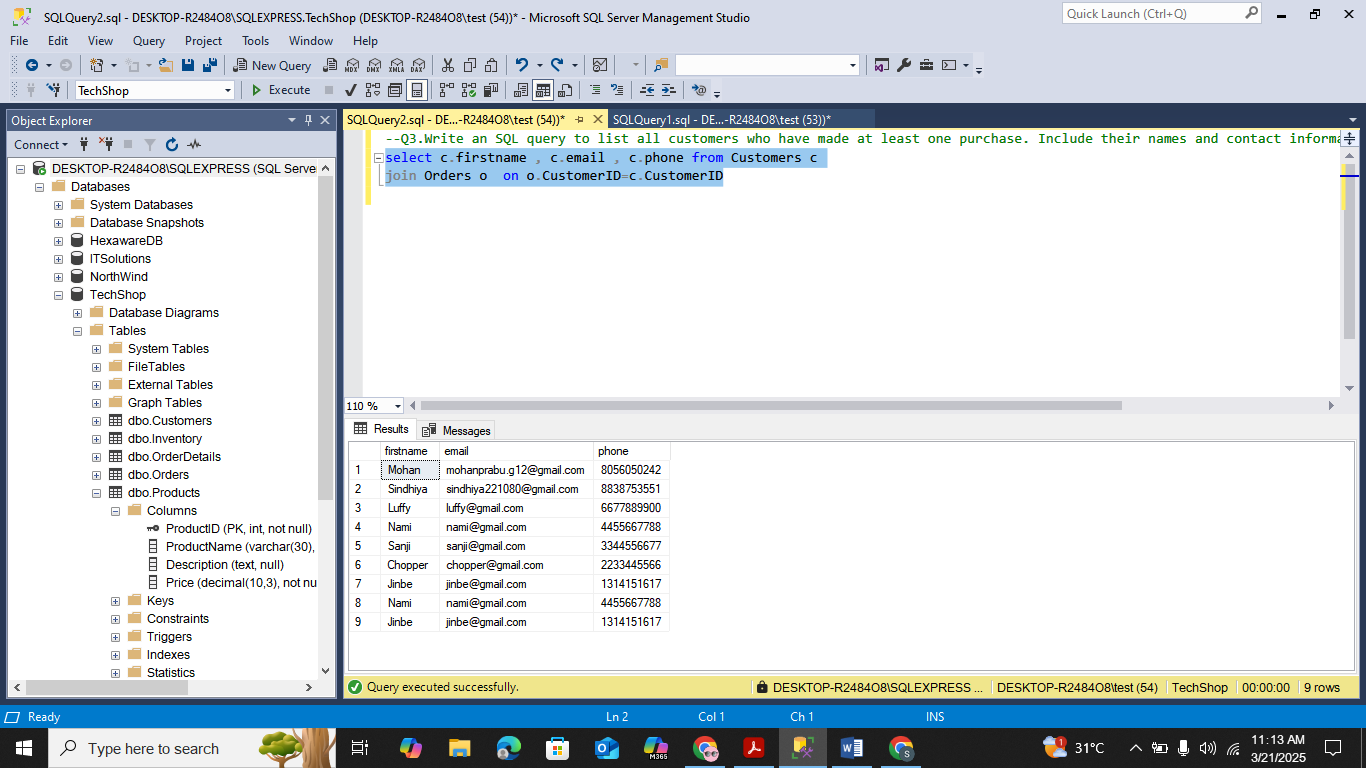 SQLQuery2.sql - DESKTOP-R2484O8\SQLEXPRESS.TechShop (DESKTOP-R2484O8\test (54))* - Microsoft SQL Server Management Studio
Quick Launch (Ctrl+Q)
File Edit View Query Project Tools Window Help
New Query MDX DMX XMLA DAX
TechShop Execute
Object Explorer
Connect
DESKTOP-R2484O8\SQLEXPRESS (SQL Serve
Databases
System Databases
Database Snapshots
HexawareDB
ITSolutions
NorthWind
TechShop
Database Diagrams
Tables
System Tables
FileTables
External Tables
Graph Tables
dbo.Customers
dbo.Inventory
dbo.OrderDetails
dbo.Orders
dbo.Products
Columns
ProductID (PK, int, not null)
ProductName (varchar(30),
Description (text, null)
Price (decimal(10,3), not nu
Keys
Constraints
Triggers
Indexes
Statistics
SQLQuery2.sql - DE...-R2484O8\test (54))* SQLQuery1.sql - DE...-R2484O8\test (53))*
--Q3.Write an SQL query to list all customers who have made at least one purchase. Include their names and contact informa
select c.firstname , c.email , c.phone from Customers c
join Orders o  on o.CustomerID=c.CustomerID
110 %
Results Messages
firstname email phone
1 Mohan mohanprabu.g12@gmail.com 8056050242
2 Sindhiya sindhiya221080@gmail.com 8838753551
3 Luffy luffy@gmail.com 6677889900
4 Nami nami@gmail.com 4455667788
5 Sanji sanji@gmail.com 3344556677
6 Chopper chopper@gmail.com 2233445566
7 Jinbe jinbe@gmail.com 1314151617
8 Nami nami@gmail.com 4455667788
9 Jinbe jinbe@gmail.com 1314151617
Query executed successfully. DESKTOP-R2484O8\SQLEXPRESS ... DESKTOP-R2484O8\test (54) TechShop 00:00:00 9 rows
Ready Ln 2 Col 1 Ch 1 INS
Type here to search M365 S 1 31°C 11:13 AM
3/21/2025